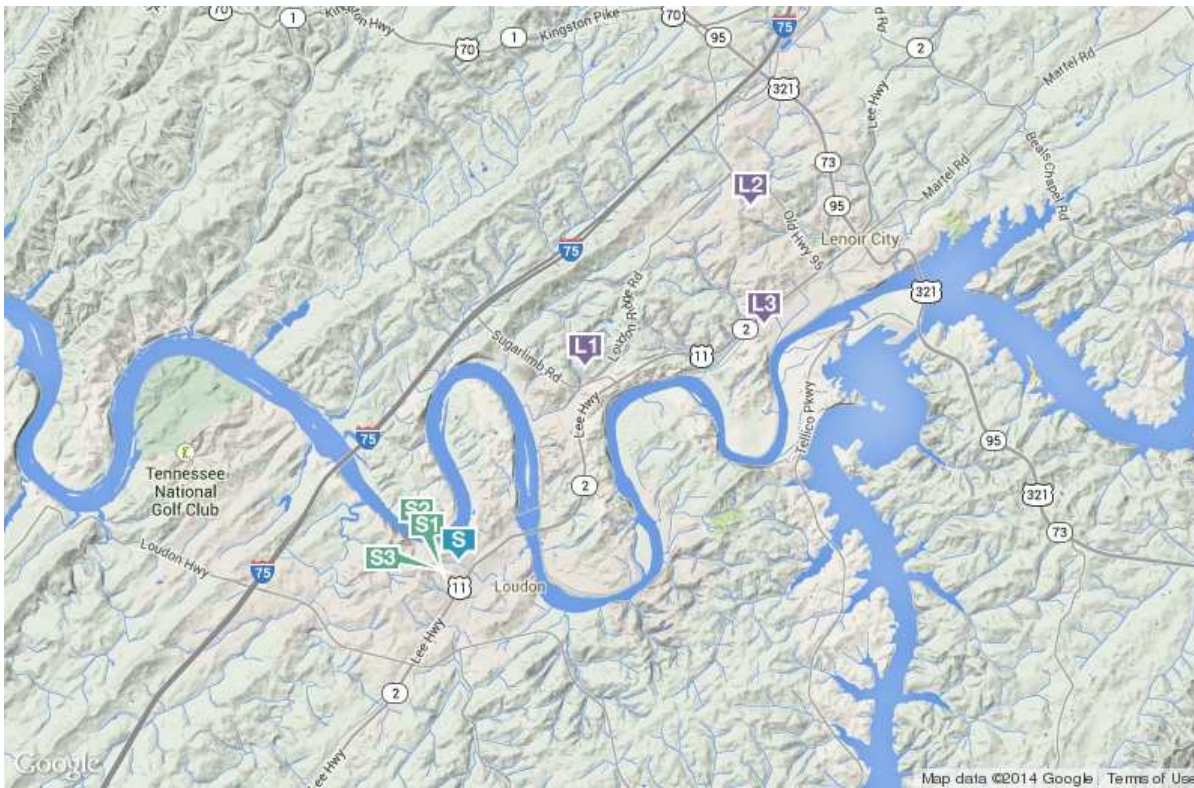 70
1
Kingston Pike
70
75
95
2
Martel Rd
70
1
321
Lee Hwy
Beals Chapel Rd
73
Martel Rd
L2
95
Old Hwy 95
Lenoir City
75
321
L3
2
L1
Sugarlimb Rd
11
Lee Hwy
Tellico Pkwy
75
95
Tennessee
National
Golf Club
2
321
S2
S1
S
S3
73
Loudon Hwy
75
11
Loudon
Lee Hwy
2
Lee Hwy
Google
Map data ©2014 Google
Terms of Use